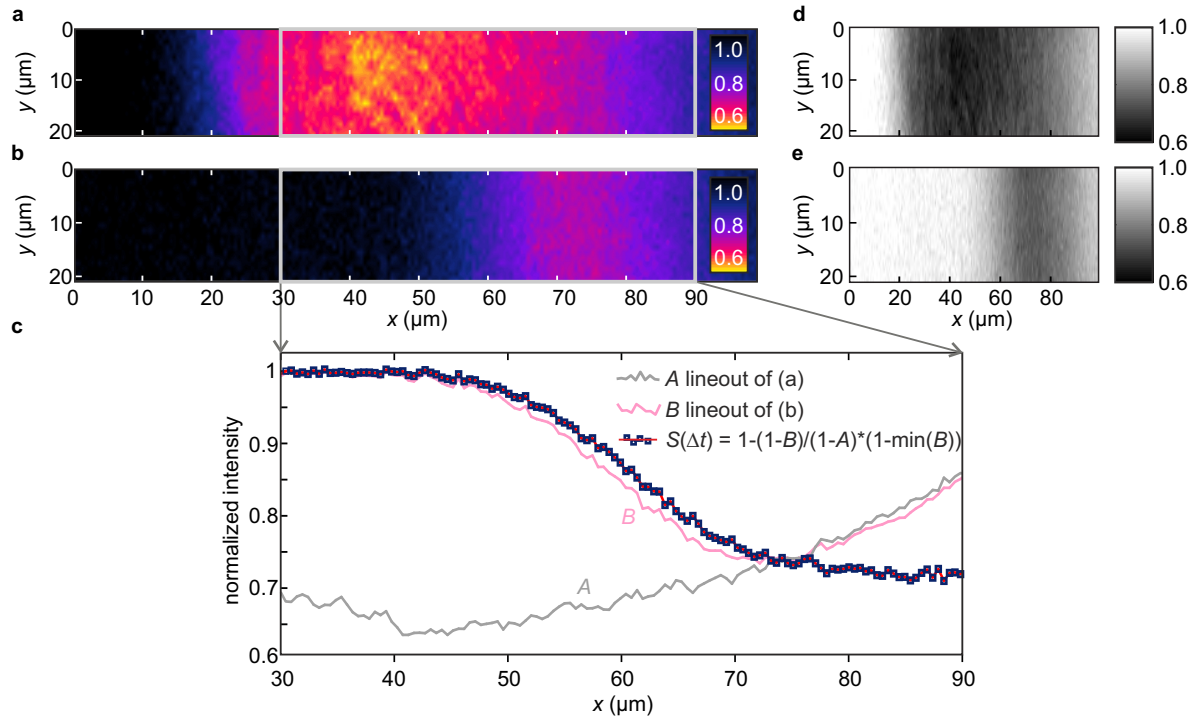 a
0
10
20
y (µm)
1.0
0.8
0.6
b
0
10
20
y (µm)
1.0
0.8
0.6
0 10 20 30 40 50 60 70 80 90
x (µm)
d
0
10
20
y (µm)
1.0
0.8
0.6
e
0
10
20
y (µm)
1.0
0.8
0.6
0 20 40 60 80
x (µm)
c
1
0.9
0.8
0.7
0.6
normalized intensity
A lineout of (a)
B lineout of (b)
S(Δt) = 1-(1-B)/(1-A)*(1-min(B))
B
A
30 40 50 60 70 80 90
x (µm)